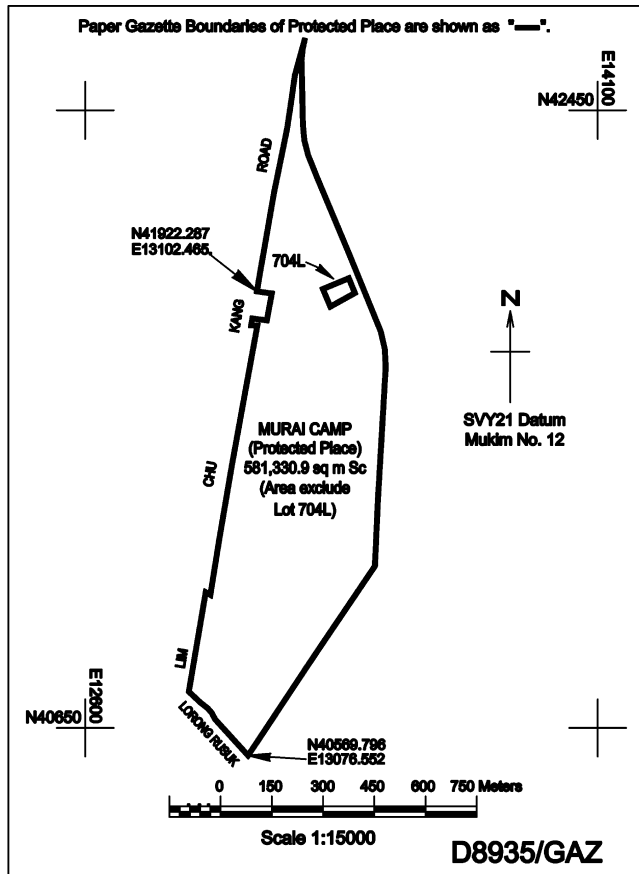 Paper Gazette Boundaries of Protected Place are shown as "—".
E14100
N42450
ROAD
N41922.287
E13102.465.
704L
KANG
Z
SVY21 Datum
Mukim No. 12
MURAI CAMP
(Protected Place)
581,330.9 sq m Sc
(Area exclude
Lot 704L)
CHU
LIM
E12600
N40650
LORONG RUSUK
N40569.796
E13076.552
0 150 300 450 600 750 Meters
Scale 1:15000
D8935/GAZ